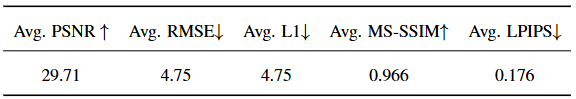 Avg. PSNR ↑ Avg. RMSE↓ Avg. L1↓ Avg. MS-SSIM↑ Avg. LPIPS↓
29.71 4.75 4.75 0.966 0.176